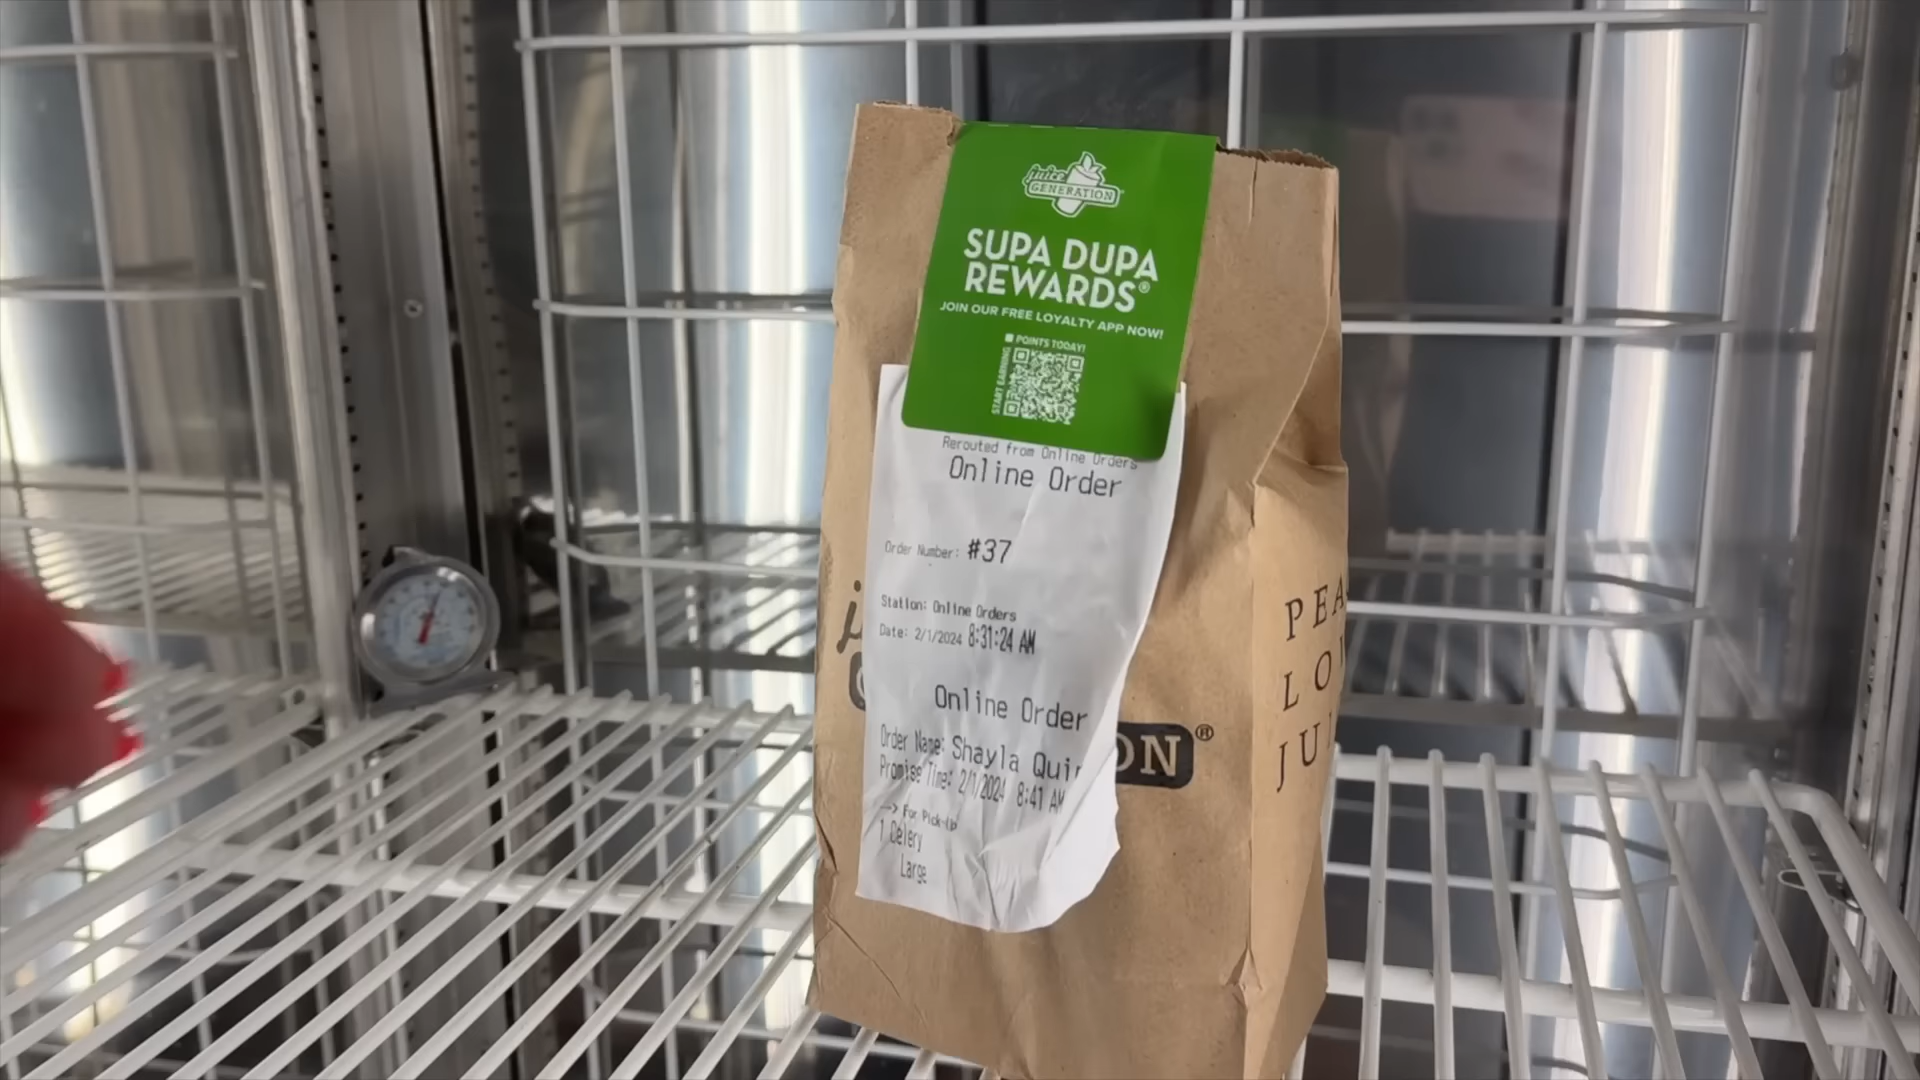 juice
GENERATION
SUPA DUPA
REWARDS®
JOIN OUR FREE LOYALTY APP NOW!
POINTS TODAY!
START EARNING
Rerouted from Online Orders
Online Order
Order Number: #37
Station: Online Orders
Date: 2/1/2024 8:31:24 AM
Online Order
Order Name: Shayla Qui
Promise Time: 2/1/2024 8:41 AM
--> For Pick-Up
1 Celery
Large
ON®
PEA
LO
JU